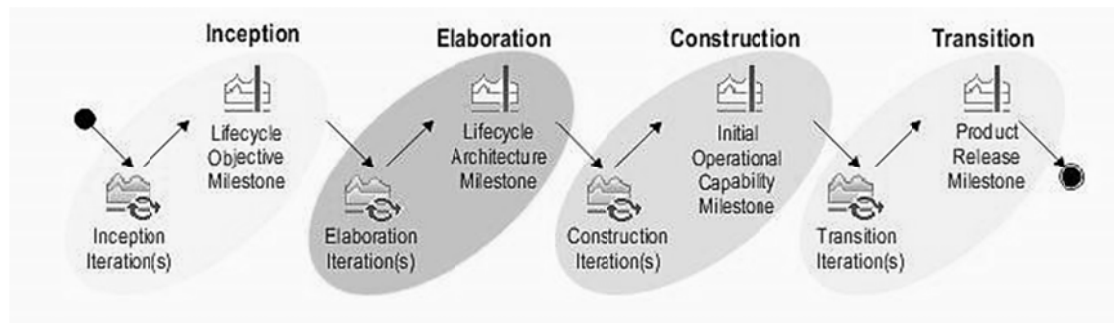 Inception
Elaboration
Construction
Transition
Lifecycle
Objective
Milestone
Inception
Iteration(s)
Lifecycle
Architecture
Milestone
Elaboration
Iteration(s)
Initial
Operational
Capability
Milestone
Construction
Iteration(s)
Product
Release
Milestone
Transition
Iteration(s)